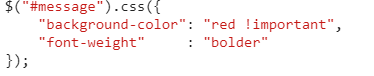 $("#message").css({
    "background-color": "red !important",
    "font-weight"     : "bolder"
});